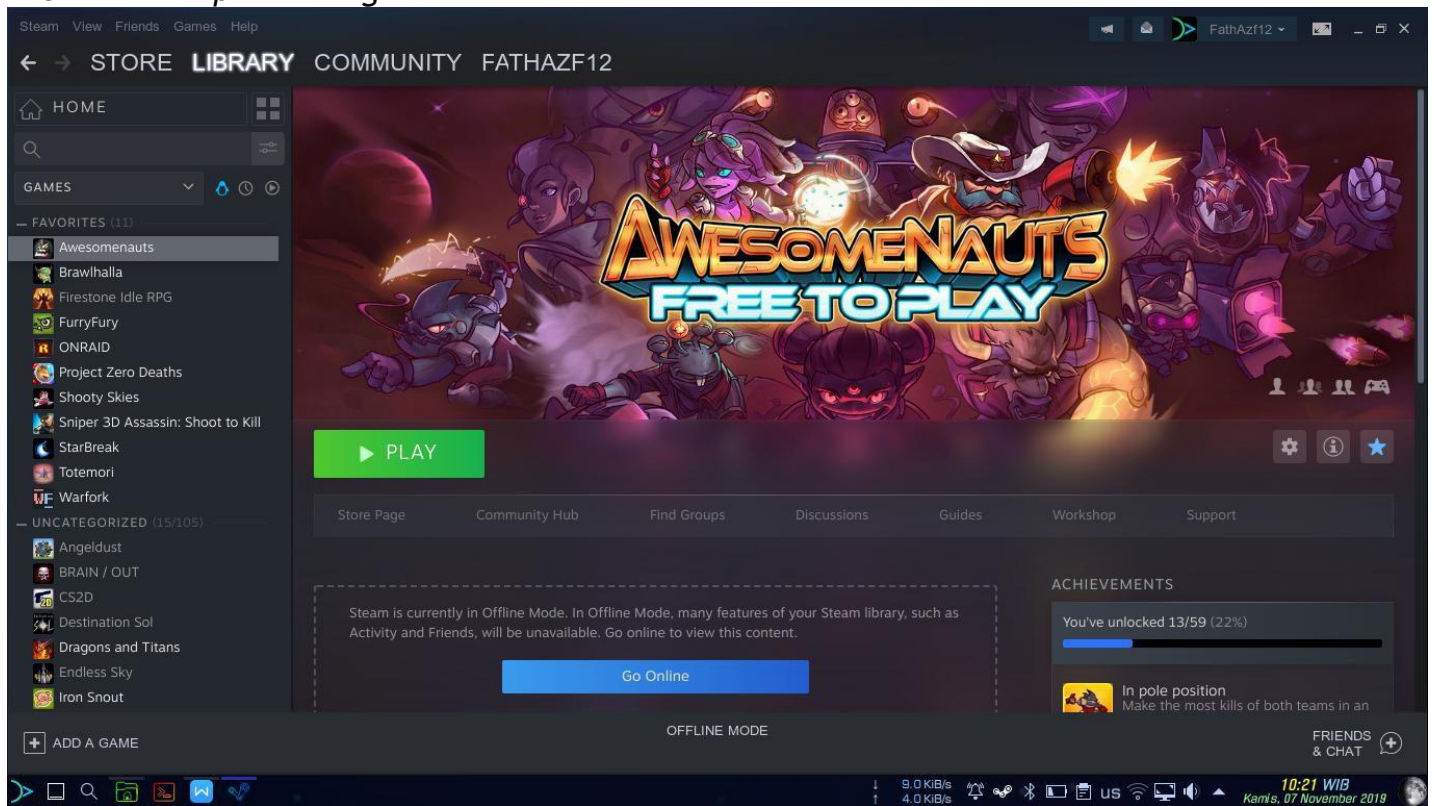 Steam View Friends Games Help
FathAzf12
STORE LIBRARY COMMUNITY FATHAZF12
HOME
GAMES
— FAVORITES (11)
Awesomenauts
Brawlhalla
Firestone Idle RPG
FurryFury
ONRAID
Project Zero Deaths
Shooty Skies
Sniper 3D Assassin: Shoot to Kill
StarBreak
Totemori
Warfork
— UNCATEGORIZED (15/105)
Angeldust
BRAIN / OUT
CS2D
Destination Sol
Dragons and Titans
Endless Sky
Iron Snout
+ ADD A GAME
AWESOMENAUTS
FREE TO PLAY
PLAY
Store Page Community Hub Find Groups Discussions Guides Workshop Support
Steam is currently in Offline Mode. In Offline Mode, many features of your Steam library, such as
Activity and Friends, will be unavailable. Go online to view this content.
Go Online
ACHIEVEMENTS
You've unlocked 13/59 (22%)
In pole position
Make the most kills of both teams in an
OFFLINE MODE
FRIENDS
& CHAT
9.0 KiB/s
4.0 KiB/s
us
10:21 WIB
Kamis, 07 November 2019